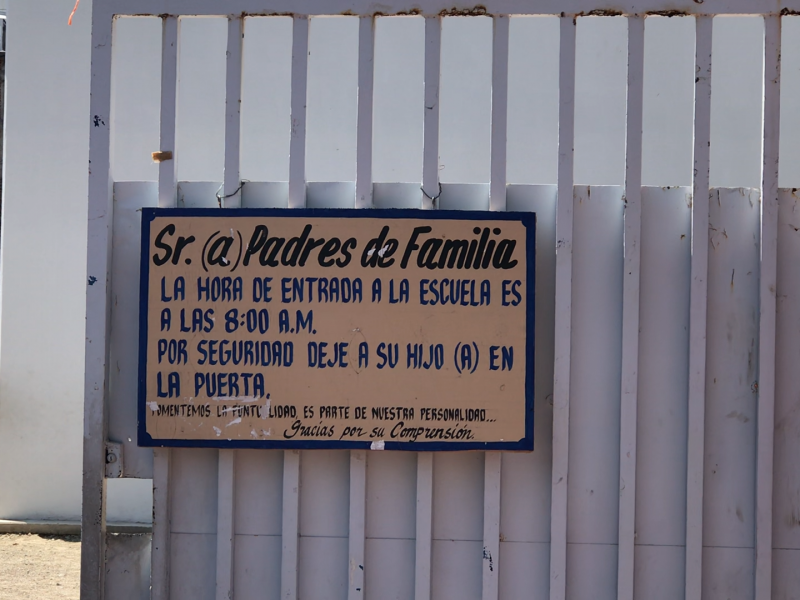 Sr. (a) Padres de Familia
LA HORA DE ENTRADA A LA ESCUELA ES
A LAS 8:00 A.M.
POR SEGURIDAD DEJE A SU HIJO (A) EN
LA PUERTA.
FOMENTEMOS LA PUNTUALIDAD, ES PARTE DE NUESTRA PERSONALIDAD...
Gracias por su Comprensión.